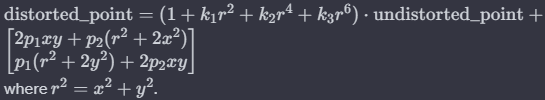 distorted_point = (1 + k₁r² + k₂r⁴ + k₃r⁶) · undistorted_point +
[2p₁xy + p₂(r² + 2x²)]
[p₁(r² + 2y²) + 2p₂xy]
where r² = x² + y².